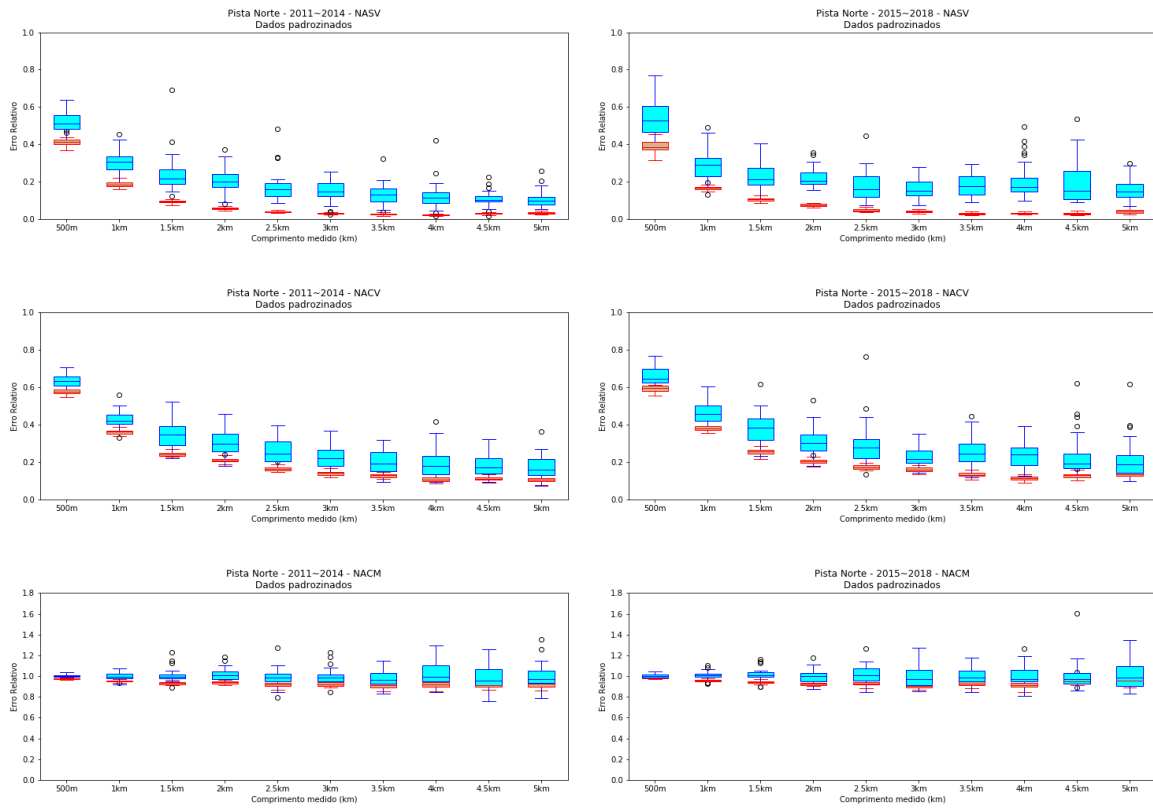 Pista Norte - 2011~2014 - NASV
Dados padrozinados
1.0
0.8
0.6
0.4
0.2
0.0
Erro Relativo
500m 1km 1.5km 2km 2.5km 3km 3.5km 4km 4.5km 5km
Comprimento medido (km)
Pista Norte - 2015~2018 - NASV
Dados padrozinados
1.0
0.8
0.6
0.4
0.2
0.0
Erro Relativo
500m 1km 1.5km 2km 2.5km 3km 3.5km 4km 4.5km 5km
Comprimento medido (km)
Pista Norte - 2011~2014 - NACV
Dados padrozinados
1.0
0.8
0.6
0.4
0.2
0.0
Erro Relativo
500m 1km 1.5km 2km 2.5km 3km 3.5km 4km 4.5km 5km
Comprimento medido (km)
Pista Norte - 2015~2018 - NACV
Dados padrozinados
1.0
0.8
0.6
0.4
0.2
0.0
Erro Relativo
500m 1km 1.5km 2km 2.5km 3km 3.5km 4km 4.5km 5km
Comprimento medido (km)
Pista Norte - 2011~2014 - NACM
Dados padrozinados
1.8
1.6
1.4
1.2
1.0
0.8
0.6
0.4
0.2
0.0
Erro Relativo
500m 1km 1.5km 2km 2.5km 3km 3.5km 4km 4.5km 5km
Comprimento medido (km)
Pista Norte - 2015~2018 - NACM
Dados padrozinados
1.8
1.6
1.4
1.2
1.0
0.8
0.6
0.4
0.2
0.0
Erro Relativo
500m 1km 1.5km 2km 2.5km 3km 3.5km 4km 4.5km 5km
Comprimento medido (km)